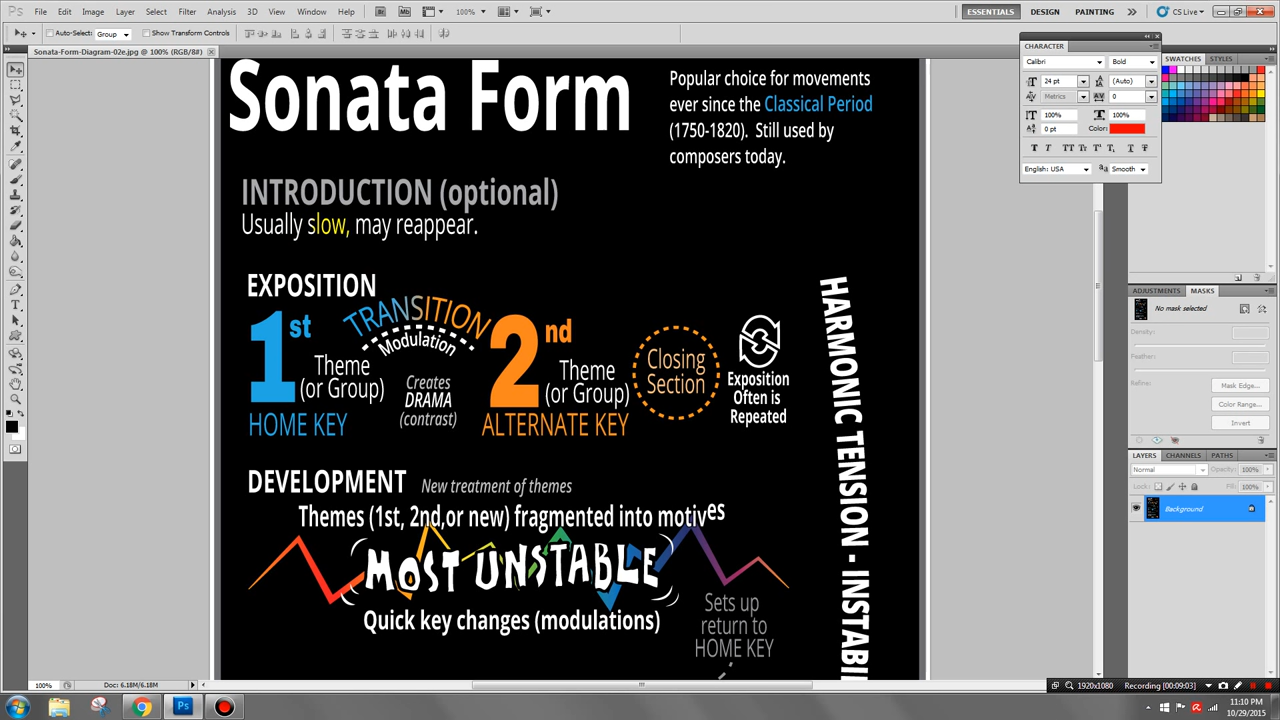 File Edit Image Layer Select Filter Analysis 3D View Window Help 100% ESSENTIALS DESIGN PAINTING CS Live
Auto-Select: Group Show Transform Controls
Sonata-Form-Diagram-02e.jpg @ 100% (RGB/8#)
CHARACTER
Calibri Bold
24 pt (Auto)
Metrics 0
100% 100%
0 pt Color:
English: USA Smooth
SWATCHES STYLES
ADJUSTMENTS MASKS
No mask selected
Density:
Feather:
Refine: Mask Edge...
Color Range...
Invert
LAYERS CHANNELS PATHS
Normal Opacity: 100%
Lock: Fill: 100%
Background
Sonata Form
Popular choice for movements
ever since the Classical Period
(1750-1820). Still used by
composers today.
INTRODUCTION (optional)
Usually slow, may reappear.
EXPOSITION
1st
Theme
(or Group)
HOME KEY
TRANSITION
Modulation
Creates
DRAMA
(contrast)
2nd
Theme
(or Group)
ALTERNATE KEY
Closing
Section
Exposition
Often is
Repeated
HARMONIC TENSION - INSTABI
DEVELOPMENT New treatment of themes
Themes (1st, 2nd,or new) fragmented into motives
MOST UNSTABLE
Quick key changes (modulations)
Sets up
return to
HOME KEY
100% Doc: 6.18M/6.18M
1920x1080 Recording [00:09:03]
11:10 PM
10/29/2015